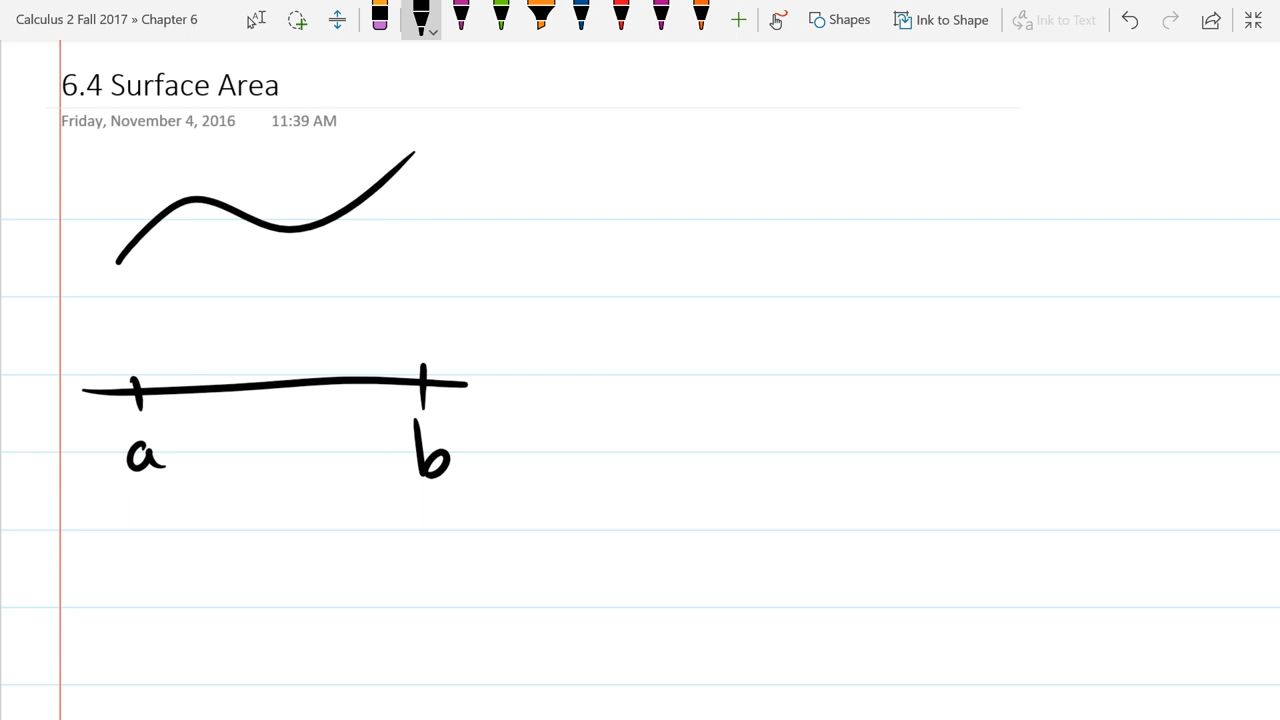 Calculus 2 Fall 2017 » Chapter 6
Shapes
Ink to Shape
Ink to Text
6.4 Surface Area
Friday, November 4, 2016 11:39 AM
a b